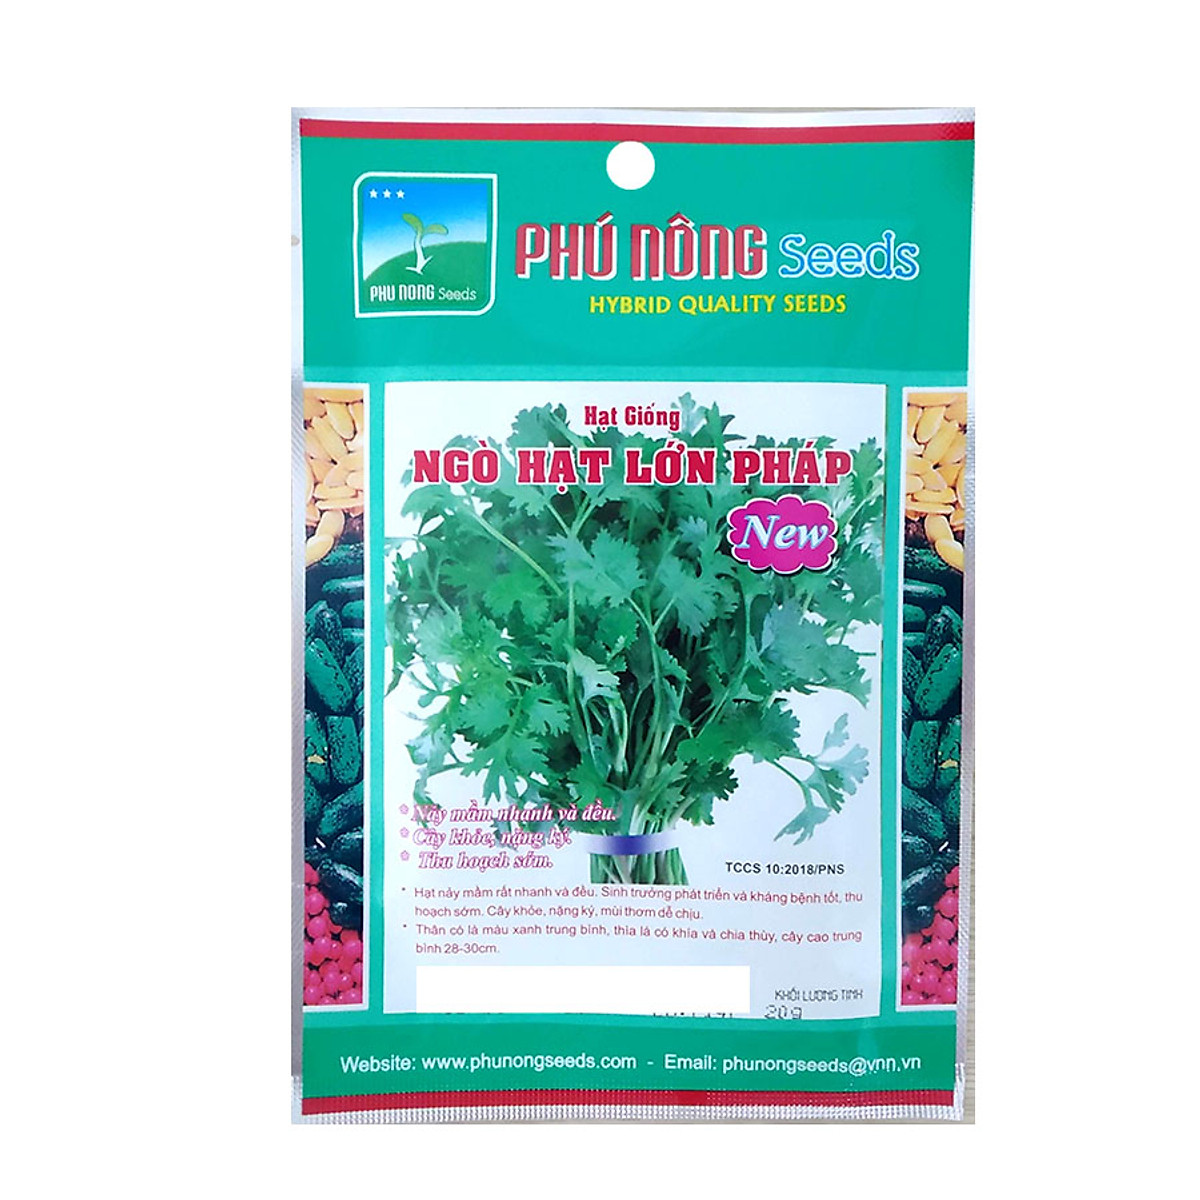 PHU NONG Seeds
PHÚ NÔNG Seeds
HYBRID QUALITY SEEDS
Hạt Giống
NGÒ HẠT LỚN PHÁP
New
* Nảy mầm nhanh và đều.
* Cây khỏe, nặng ký.
* Thu hoạch sớm.
TCCS 10:2018/PNS
* Hạt nảy mầm rất nhanh và đều. Sinh trưởng phát triển và kháng bệnh tốt, thu
hoạch sớm. Cây khỏe, nặng ký, mùi thơm dễ chịu.
* Thân có lá màu xanh trung bình, thìa lá có khía và chia thùy, cây cao trung
bình 28-30cm.
KHỐI LƯỢNG TỊNH
20g
Website: www.phunongseeds.com - Email: phunongseeds@vnn.vn